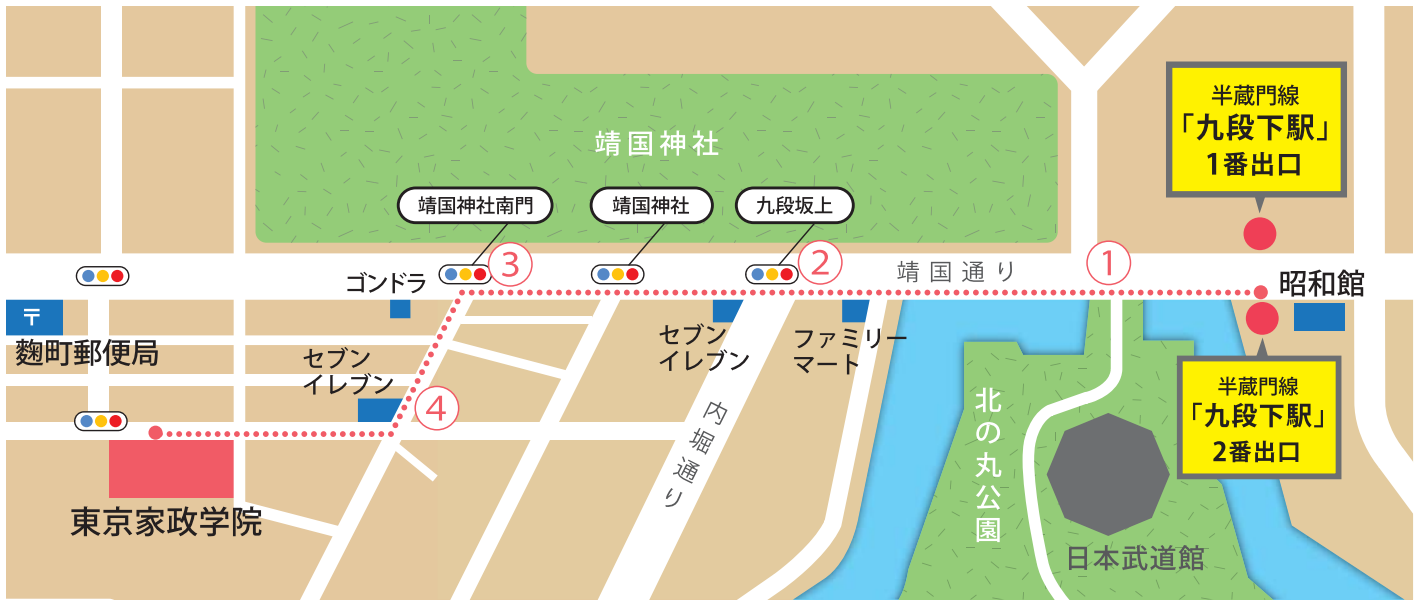 半蔵門線
「九段下駅」
1番出口
靖国神社
靖国神社南門
靖国神社
九段坂上
①
②
③
靖国通り
ゴンドラ
昭和館
〒
麹町郵便局
セブン
イレブン
セブン
イレブン
ファミリー
マート
半蔵門線
「九段下駅」
2番出口
④
内堀通り
北の丸公園
日本武道館
東京家政学院